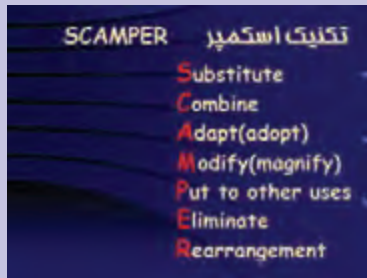 SCAMPER تکنیک اسکمپر
Substitute
Combine
Adapt(adopt)
Modify(magnify)
Put to other uses
Eliminate
Rearrangement